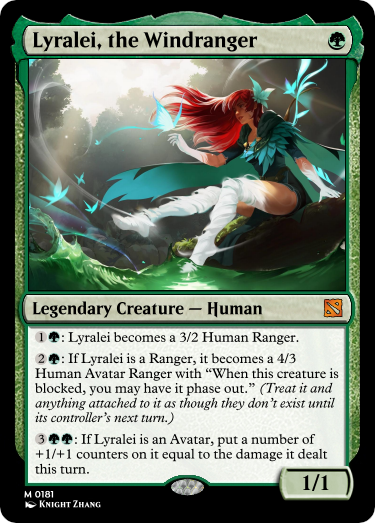 Lyralei, the Windranger
Legendary Creature — Human
1: Lyralei becomes a 3/2 Human Ranger.
2: If Lyralei is a Ranger, it becomes a 4/3
Human Avatar Ranger with “When this creature is
blocked, you may have it phase out.” (Treat it and
anything attached to it as though they don’t exist until
its controller’s next turn.)
3: If Lyralei is an Avatar, put a number of
+1/+1 counters on it equal to the damage it dealt
this turn.
1/1
M 0181
Knight Zhang